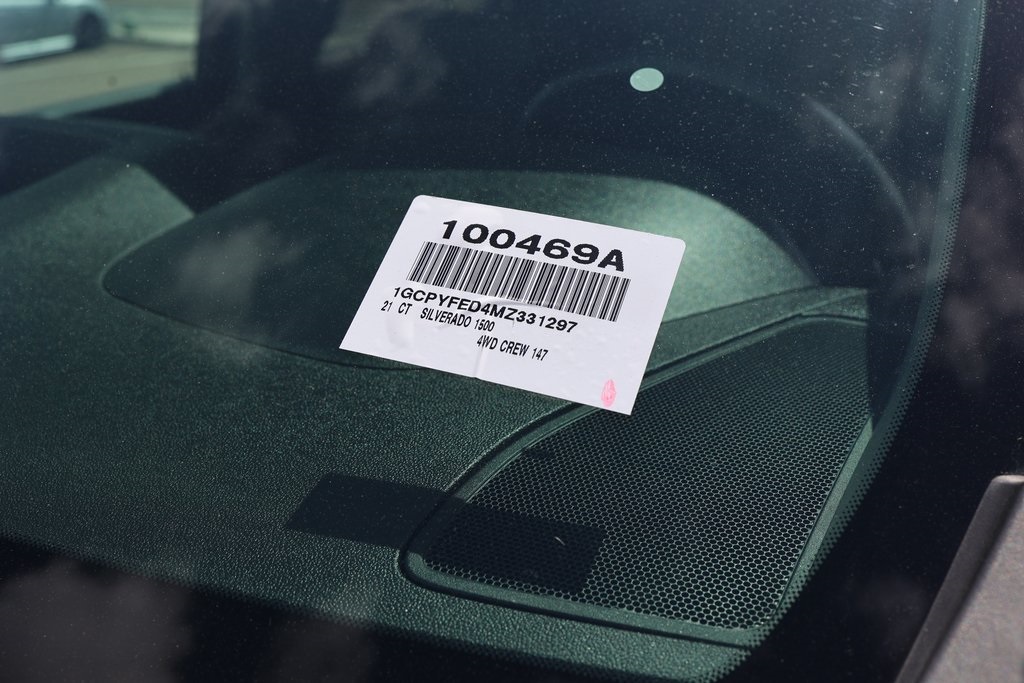 100469A
1GCPYFED4MZ331297
21 CT SILVERADO 1500
4WD CREW 147